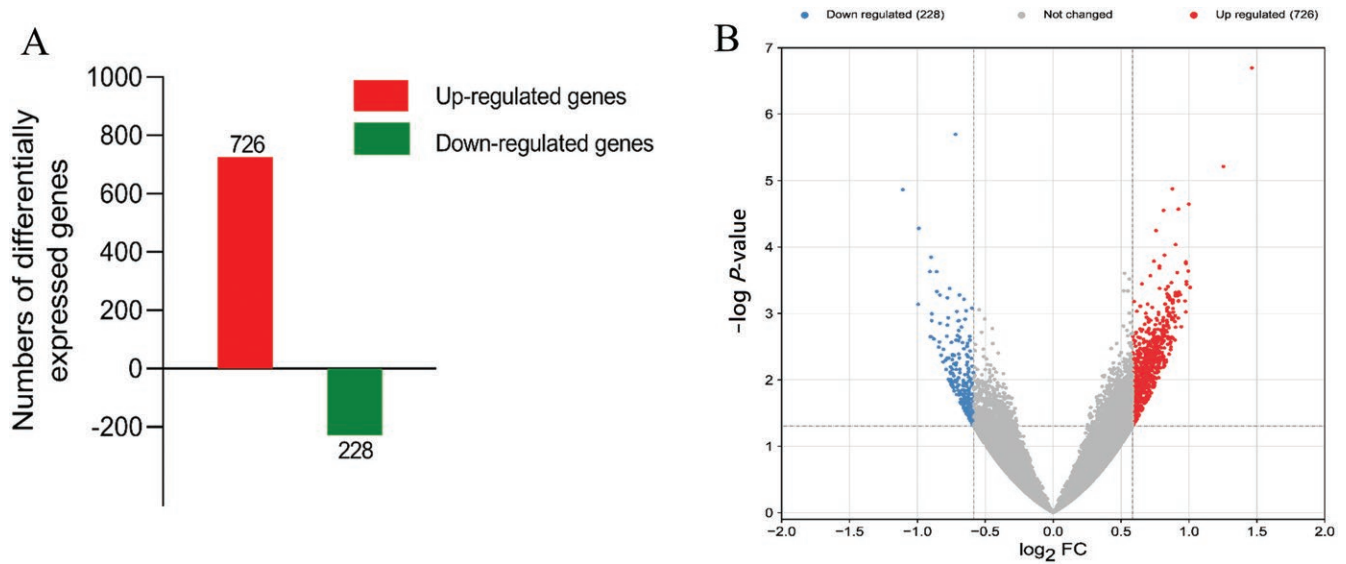 A
Numbers of differentially
expressed genes
1000
800
600
400
200
0
-200
726
228
Up-regulated genes
Down-regulated genes
B
Down regulated (228)
Not changed
Up regulated (726)
−log P-value
7
6
5
4
3
2
1
0
−2.0
−1.5
−1.0
−0.5
0.0
0.5
1.0
1.5
2.0
log2 FC